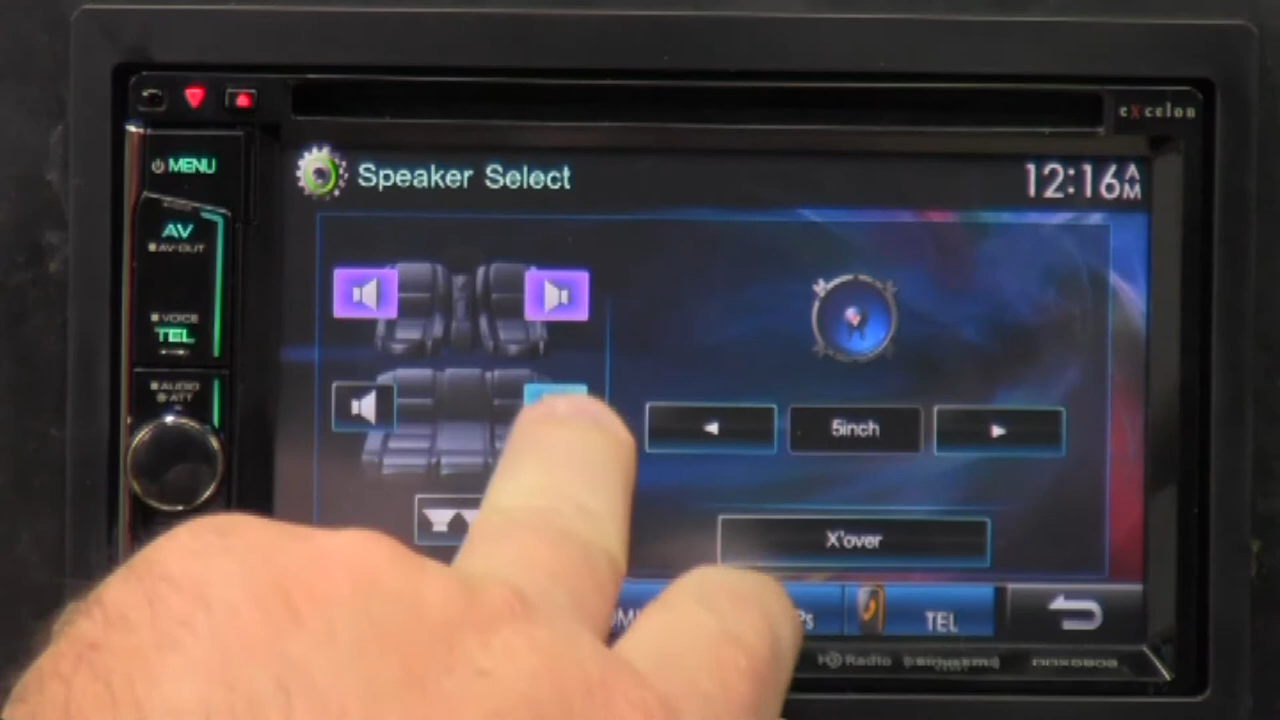 eXcelon
MENU
Speaker Select
12:16 AM
AV
AV OUT
VOICE
TEL
AUDIO
ATT
5inch
X'over
TEL
HD Radio